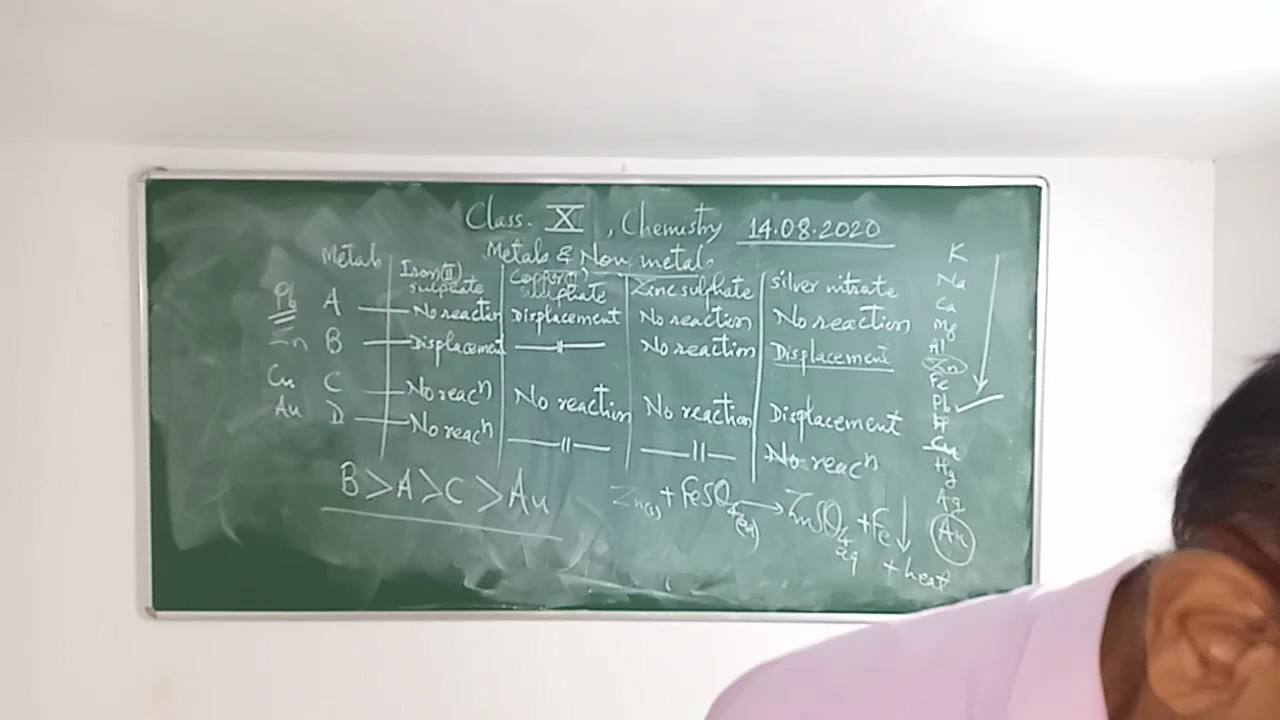 Class. X , Chemistry 14.08.2020
Metals & Non metals
Metals Iron(II) sulphate Copper(II) sulphate Zinc sulphate silver nitrate
Pb A No reaction Displacement No reaction No reaction
Zn B Displacement —||— No reaction Displacement
Cu C No reacn No reaction No reaction Displacement
Au D No reacn —||— —||— No reacn
B > A > C > Au
Zn(s) + FeSO4(aq) → ZnSO4 aq + Fe ↓ + heat
K
Na
Ca
Mg
Al
Zn
Fe
Pb
H
Cu
Hg
Ag
Au